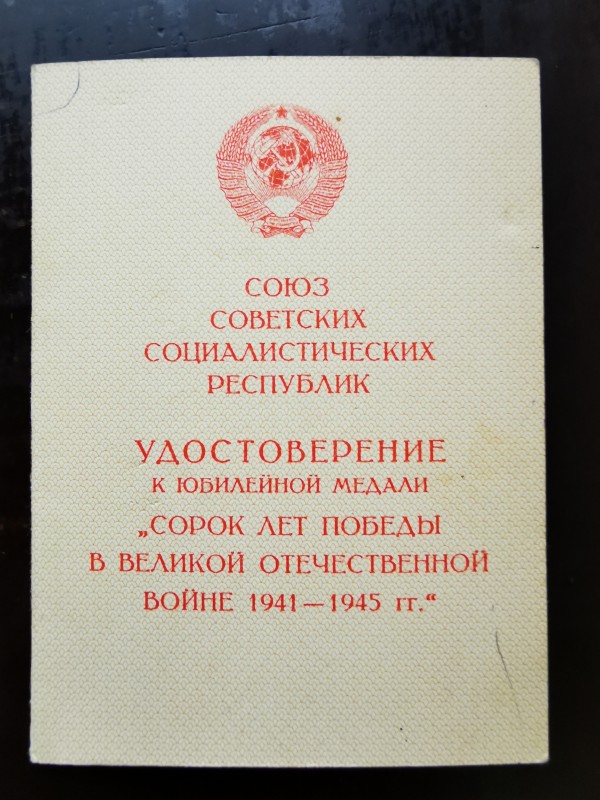 СОЮЗ
СОВЕТСКИХ
СОЦИАЛИСТИЧЕСКИХ
РЕСПУБЛИК
УДОСТОВЕРЕНИЕ
К ЮБИЛЕЙНОЙ МЕДАЛИ
„СОРОК ЛЕТ ПОБЕДЫ
В ВЕЛИКОЙ ОТЕЧЕСТВЕННОЙ
ВОЙНЕ 1941—1945 гг.“